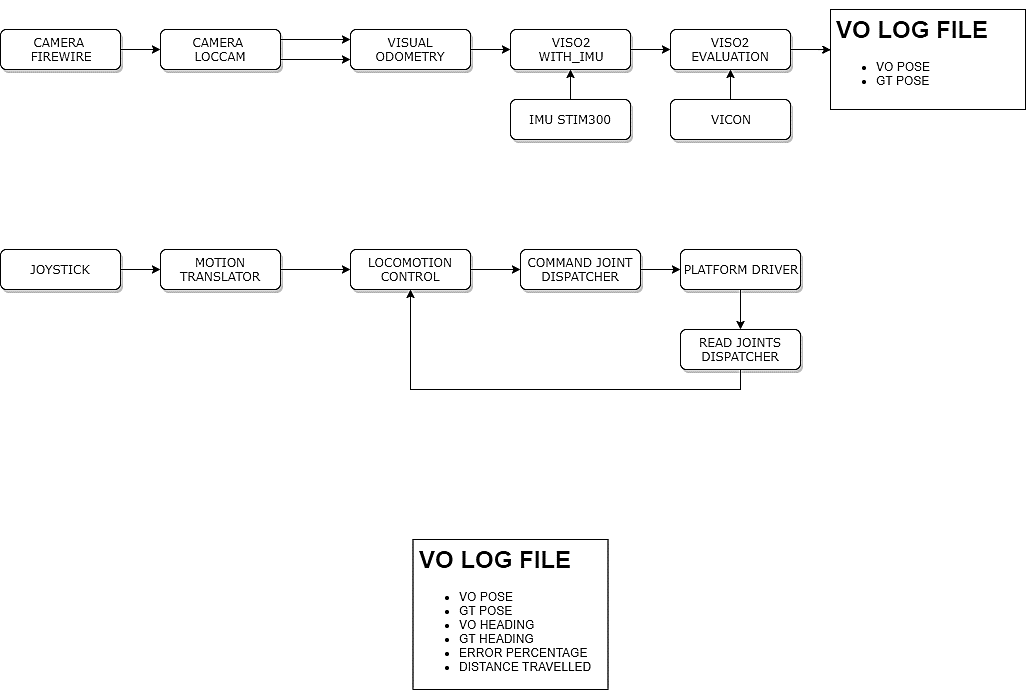 CAMERA
FIREWIRE
CAMERA
LOCCAM
VISUAL
ODOMETRY
VISO2
WITH_IMU
VISO2
EVALUATION
VO LOG FILE
VO POSE
GT POSE
IMU STIM300
VICON
JOYSTICK
MOTION
TRANSLATOR
LOCOMOTION
CONTROL
COMMAND JOINT
DISPATCHER
PLATFORM DRIVER
READ JOINTS
DISPATCHER
VO LOG FILE
VO POSE
GT POSE
VO HEADING
GT HEADING
ERROR PERCENTAGE
DISTANCE TRAVELLED